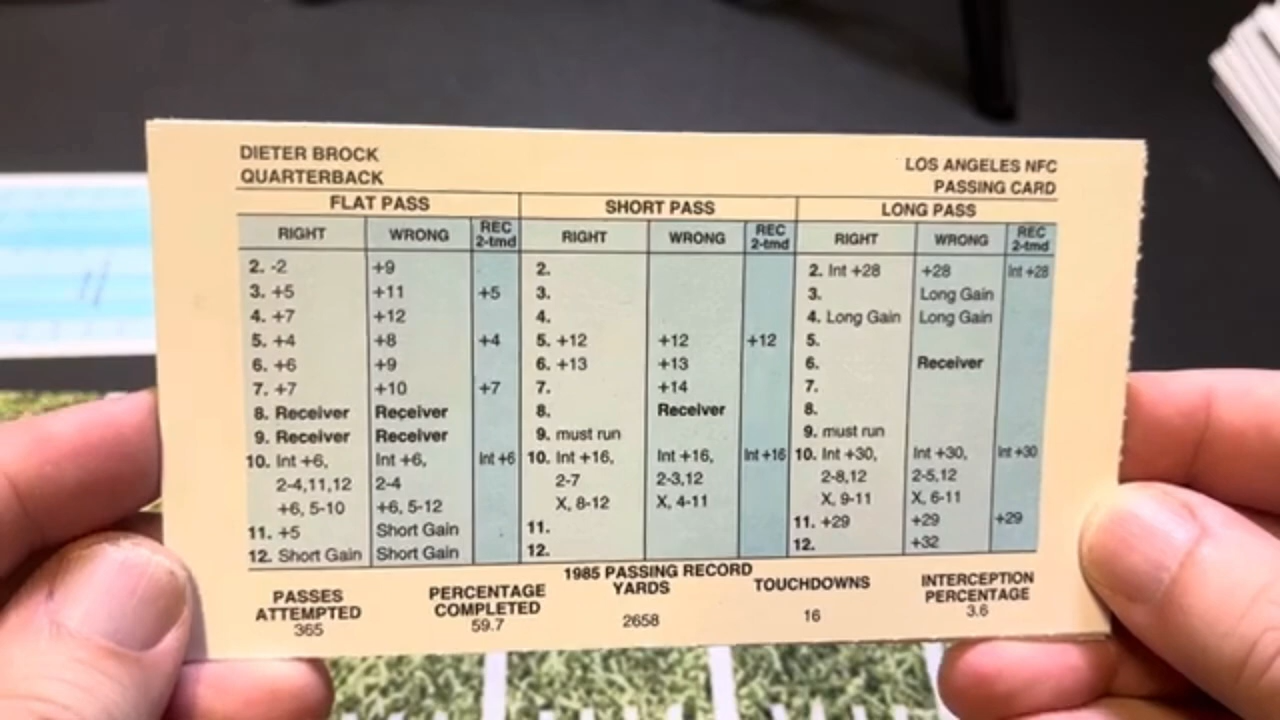 DIETER BROCK LOS ANGELES NFC
QUARTERBACK PASSING CARD
FLAT PASS SHORT PASS LONG PASS
RIGHT WRONG REC 2-tmd RIGHT WRONG REC 2-tmd RIGHT WRONG REC 2-tmd
2. -2 +9 2. 2. Int +28 +28 Int +28
3. +5 +11 +5 3. 3. Long Gain
4. +7 +12 4. 4. Long Gain Long Gain
5. +4 +8 +4 5. +12 +12 +12 5.
6. +6 +9 6. +13 +13 6. Receiver
7. +7 +10 +7 7. +14 7.
8. Receiver Receiver 8. Receiver 8.
9. Receiver Receiver 9. must run 9. must run
10. Int +6, Int +6, Int +6 10. Int +16, Int +16, Int +16 10. Int +30, Int +30, Int +30
2-4,11,12 2-4 2-7 2-3,12 2-8,12 2-5,12
+6, 5-10 +6, 5-12 X, 8-12 X, 4-11 X, 9-11 X, 6-11
11. +5 Short Gain 11. 11. +29 +29 +29
12. Short Gain Short Gain 12. 12. +32
1985 PASSING RECORD
PASSES ATTEMPTED PERCENTAGE COMPLETED YARDS TOUCHDOWNS INTERCEPTION PERCENTAGE
365 59.7 2658 16 3.6